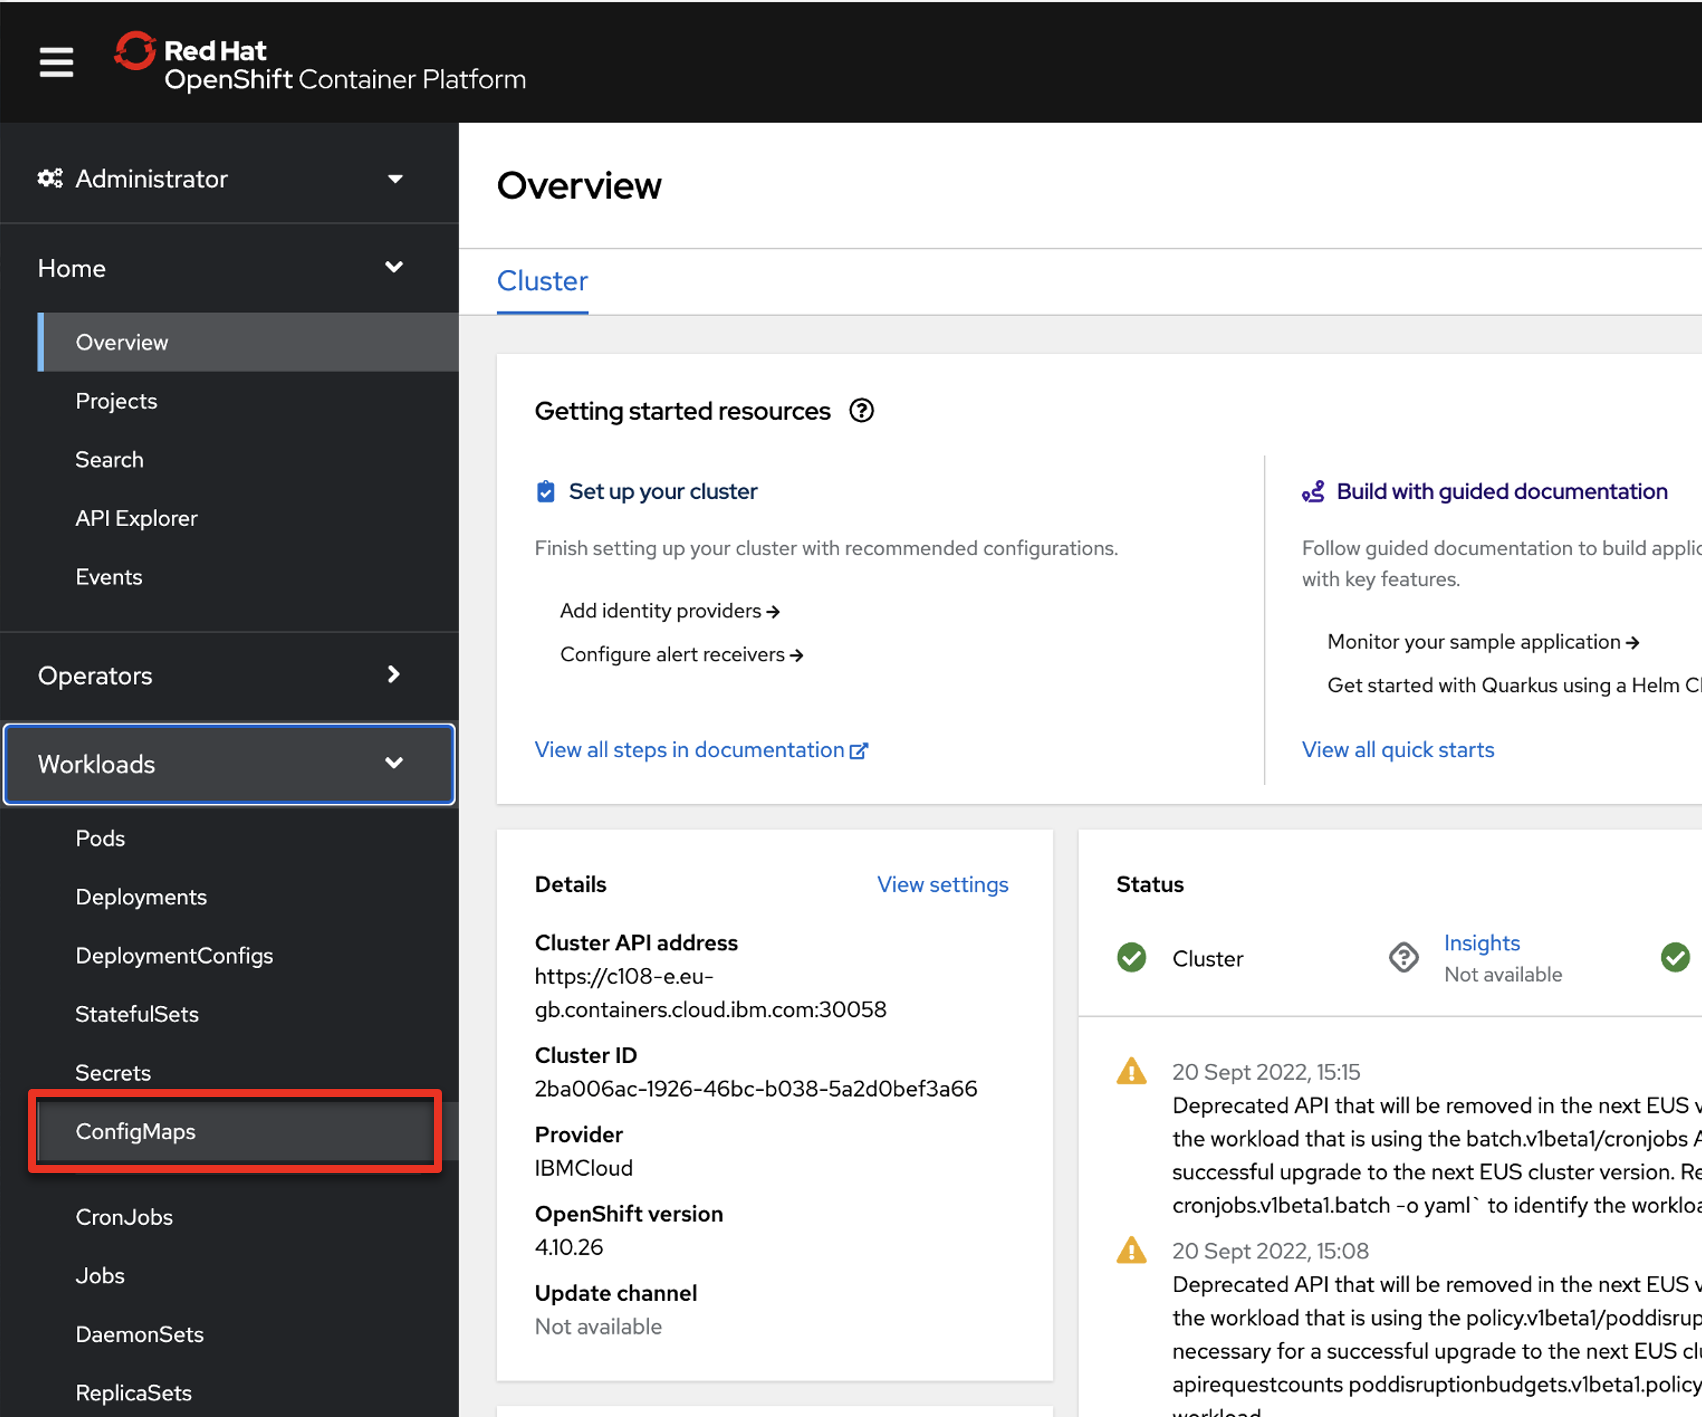 Red Hat
OpenShift Container Platform
Administrator
Home
Overview
Projects
Search
API Explorer
Events
Operators
Workloads
Pods
Deployments
DeploymentConfigs
StatefulSets
Secrets
ConfigMaps
CronJobs
Jobs
DaemonSets
ReplicaSets
Overview
Cluster
Getting started resources
Set up your cluster
Finish setting up your cluster with recommended configurations.
Add identity providers
Configure alert receivers
View all steps in documentation
Build with guided documentation
Follow guided documentation to build
with key features.
Monitor your sample application
Get started with Quarkus using a Helm
View all quick starts
Details
View settings
Cluster API address
https://c108-e.eu-
gb.containers.cloud.ibm.com:30058
Cluster ID
2ba006ac-1926-46bc-b038-5a2d0bef3a66
Provider
IBMCloud
OpenShift version
4.10.26
Update channel
Not available
Status
Cluster
Insights
Not available
20 Sept 2022, 15:15
Deprecated API that will be removed in the next EUS
the workload that is using the batch.v1beta1/cronjobs
successful upgrade to the next EUS cluster version.
cronjobs.v1beta1.batch -o yaml` to identify the
20 Sept 2022, 15:08
Deprecated API that will be removed in the next EUS
the workload that is using the
necessary for a successful upgrade to the next EUS
apirequestcounts poddisruptionbudgets.v1beta1.policy
workload